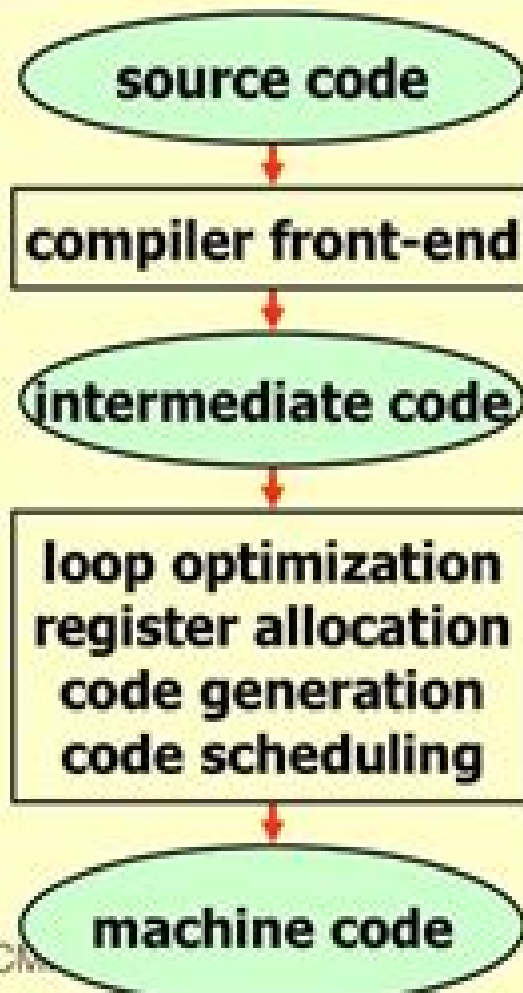 source code
compiler front-end
intermediate code
loop optimization
register allocation
code generation
code scheduling
machine code